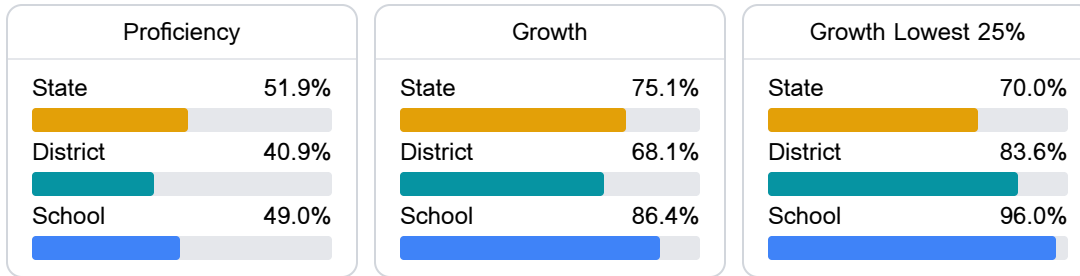 Proficiency
State 51.9%
District 40.9%
School 49.0%
Growth
State 75.1%
District 68.1%
School 86.4%
Growth Lowest 25%
State 70.0%
District 83.6%
School 96.0%